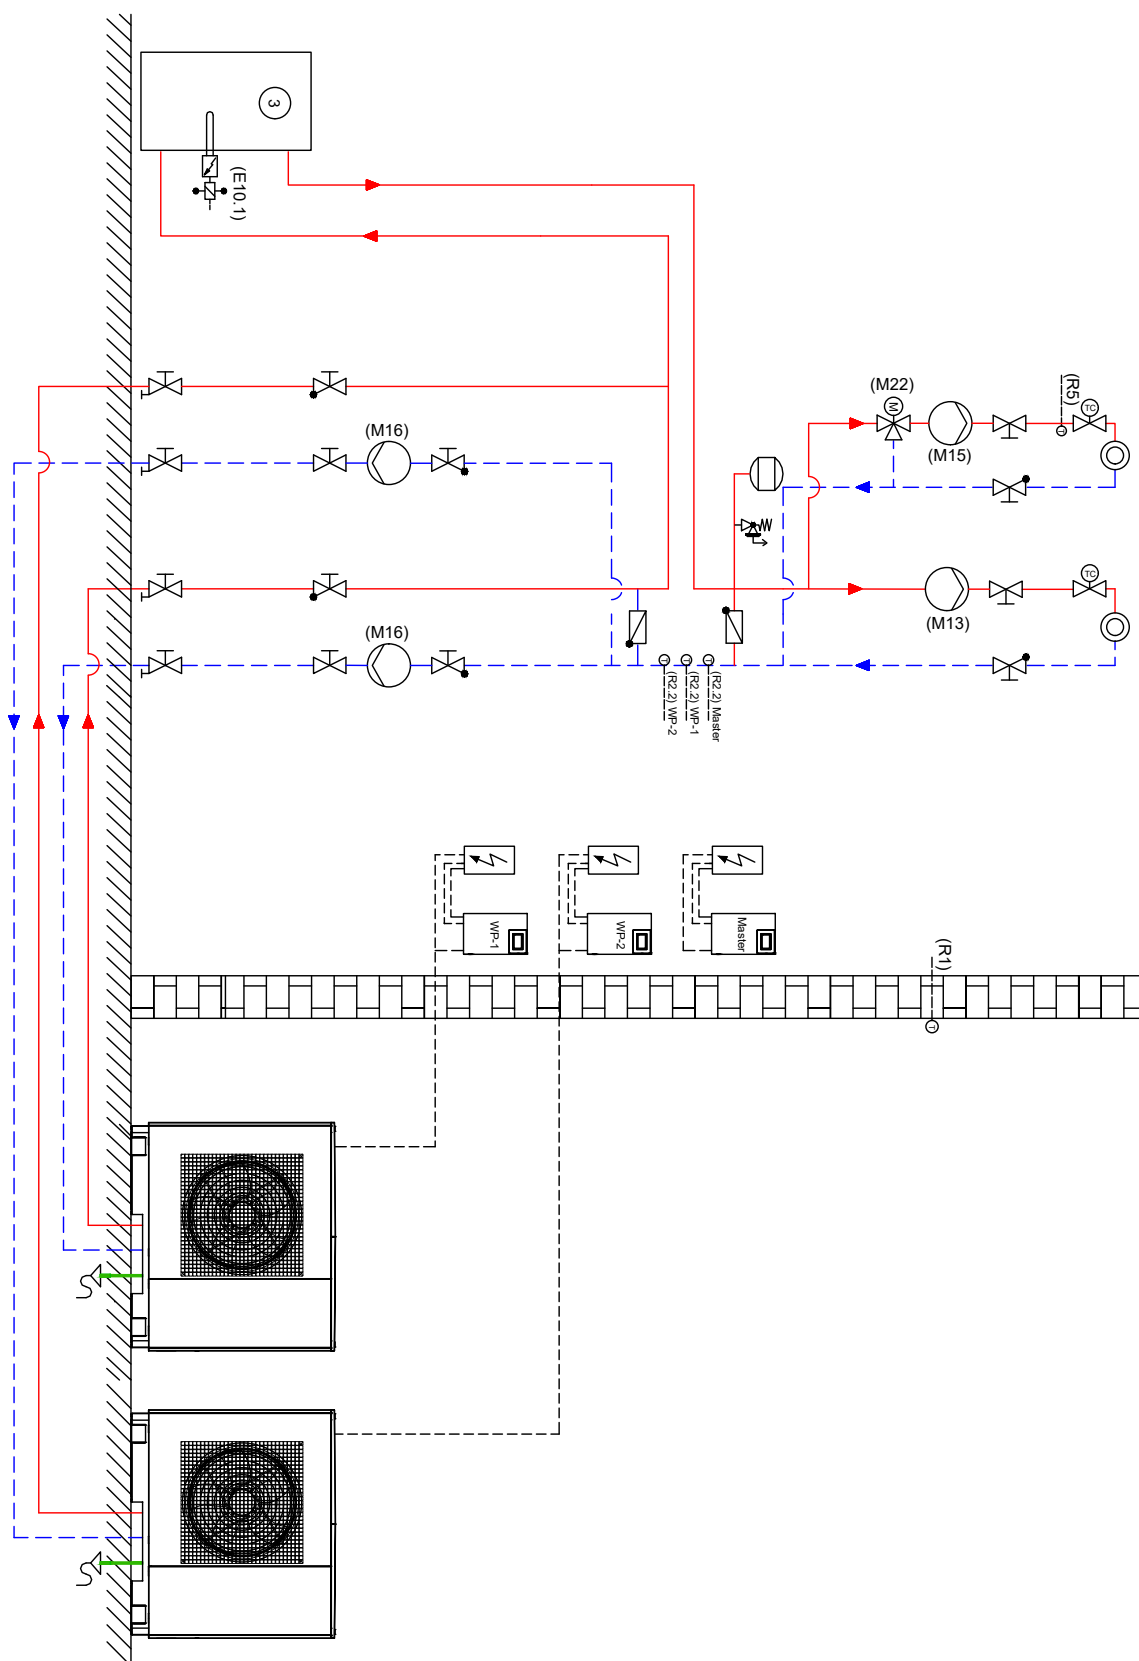 3
(E10.1)
(M22)
M
(R5)
T
TC
(M15)
(M16)
(M13)
TC
(M16)
T
T
T
(R2.2) WP-2
(R2.2) WP-1
(R2.2) Master
WP-1
WP-2
Master
(R1)
T